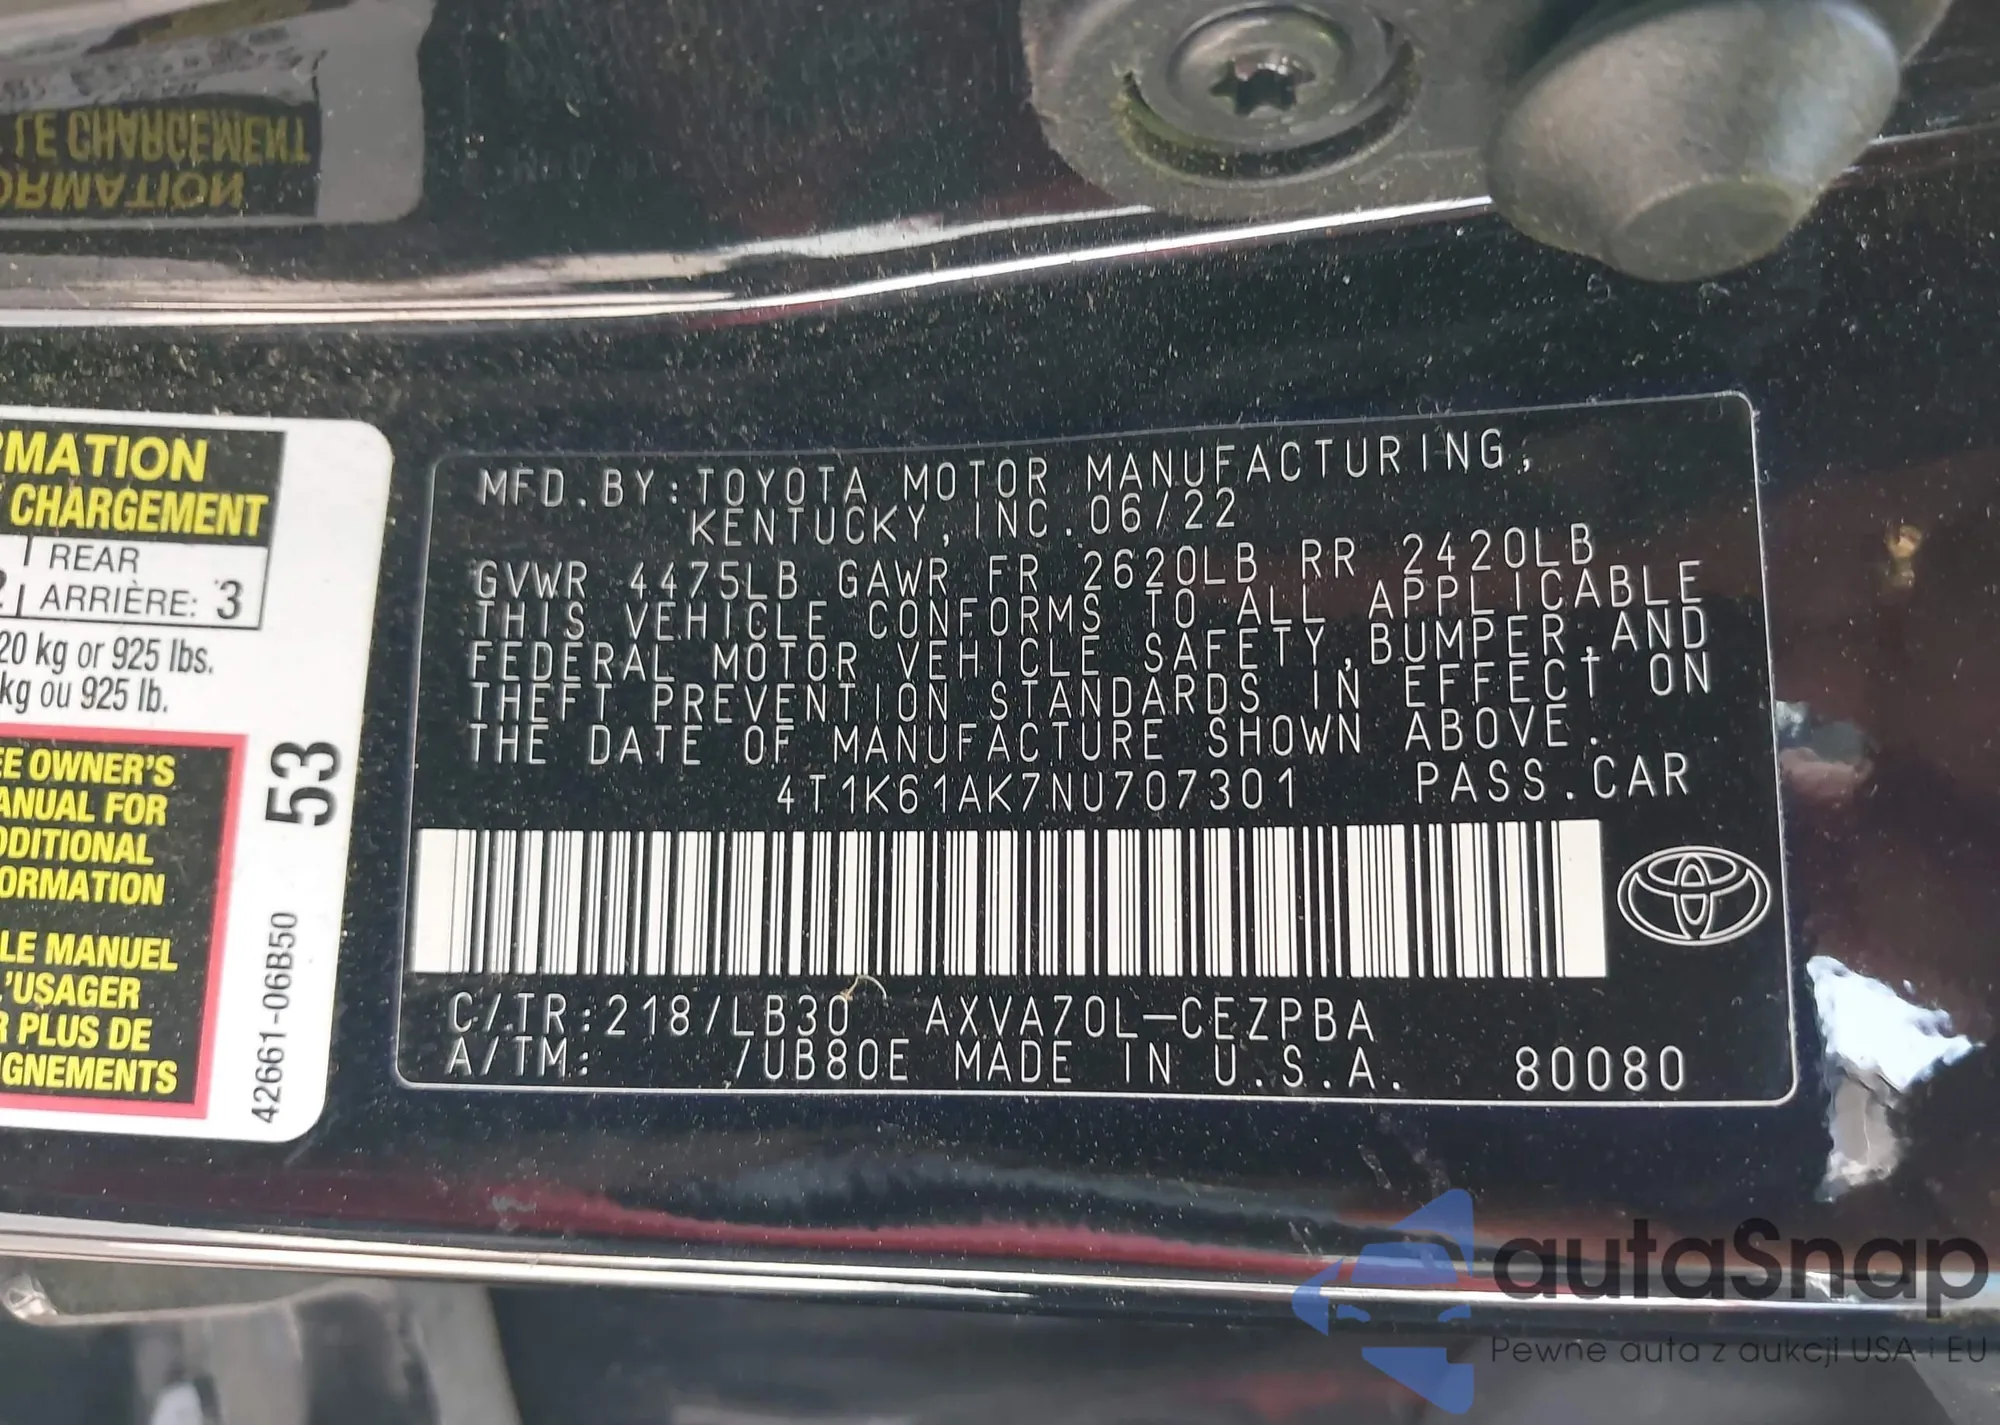 LE CHARGEMENT
ORMATION
RMATION
CHARGEMENT
REAR
ARRIÈRE: 3
20 kg or 925 lbs.
kg ou 925 lb.
EE OWNER'S
ANUAL FOR
DDITIONAL
ORMATION
LE MANUEL
L'USAGER
R PLUS DE
IGNEMENTS
53
42661-06B50
MFD.BY:TOYOTA MOTOR MANUFACTURING,
KENTUCKY,INC.06/22
GVWR 4475LB GAWR FR 2620LB RR 2420LB
THIS VEHICLE CONFORMS TO ALL APPLICABLE
FEDERAL MOTOR VEHICLE SAFETY,BUMPER,AND
THEFT PREVENTION STANDARDS IN EFFECT ON
THE DATE OF MANUFACTURE SHOWN ABOVE.
4T1K61AK7NU707301 PASS.CAR
C/TR:218/LB30 AXVA70L-CEZPBA
A/TM: /UB80E MADE IN U.S.A. 80080
autaSnap
Pewne auta z aukcji USA i EU